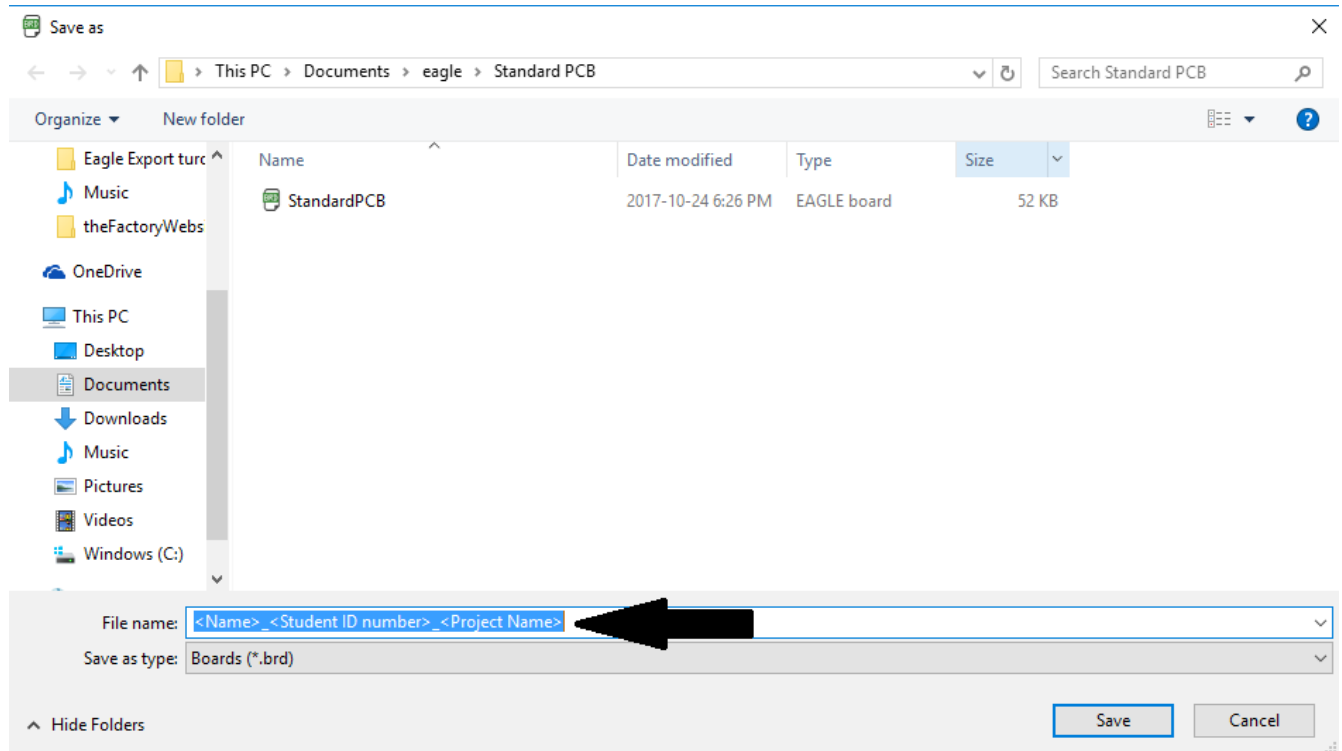 Save as
This PC > Documents > eagle > Standard PCB
Search Standard PCB
Organize
New folder
Name
Date modified
Type
Size
Eagle Export turc
Music
theFactoryWebs
OneDrive
This PC
Desktop
Documents
Downloads
Music
Pictures
Videos
Windows (C:)
StandardPCB 2017-10-24 6:26 PM EAGLE board 52 KB
File name: <Name>_<Student ID number>_<Project Name>
Save as type: Boards (*.brd)
Hide Folders
Save
Cancel